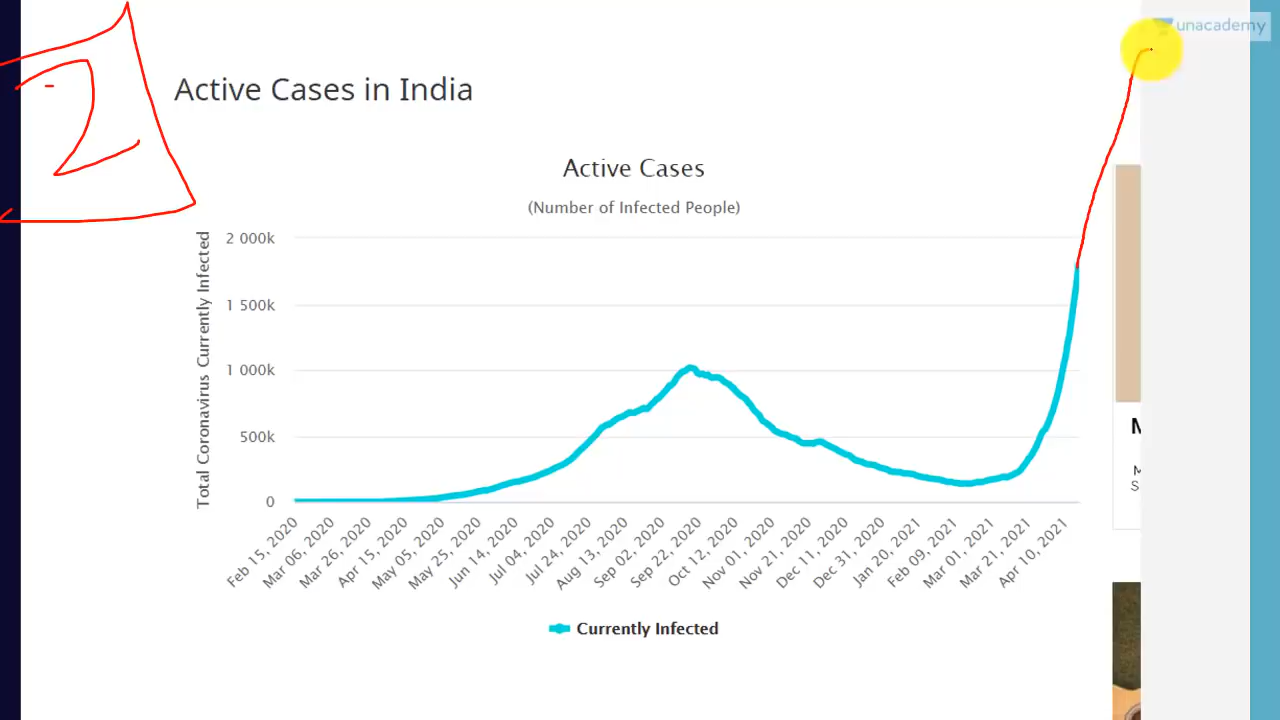 unacademy
2
Active Cases in India
Active Cases
(Number of Infected People)
Total Coronavirus Currently Infected
2 000k
1 500k
1 000k
500k
0
Feb 15, 2020
Mar 06, 2020
Mar 26, 2020
Apr 15, 2020
May 05, 2020
May 25, 2020
Jun 14, 2020
Jul 04, 2020
Jul 24, 2020
Aug 13, 2020
Sep 02, 2020
Sep 22, 2020
Oct 12, 2020
Nov 01, 2020
Nov 21, 2020
Dec 11, 2020
Dec 31, 2020
Jan 20, 2021
Feb 09, 2021
Mar 01, 2021
Mar 21, 2021
Apr 10, 2021
Currently Infected
M
M
S